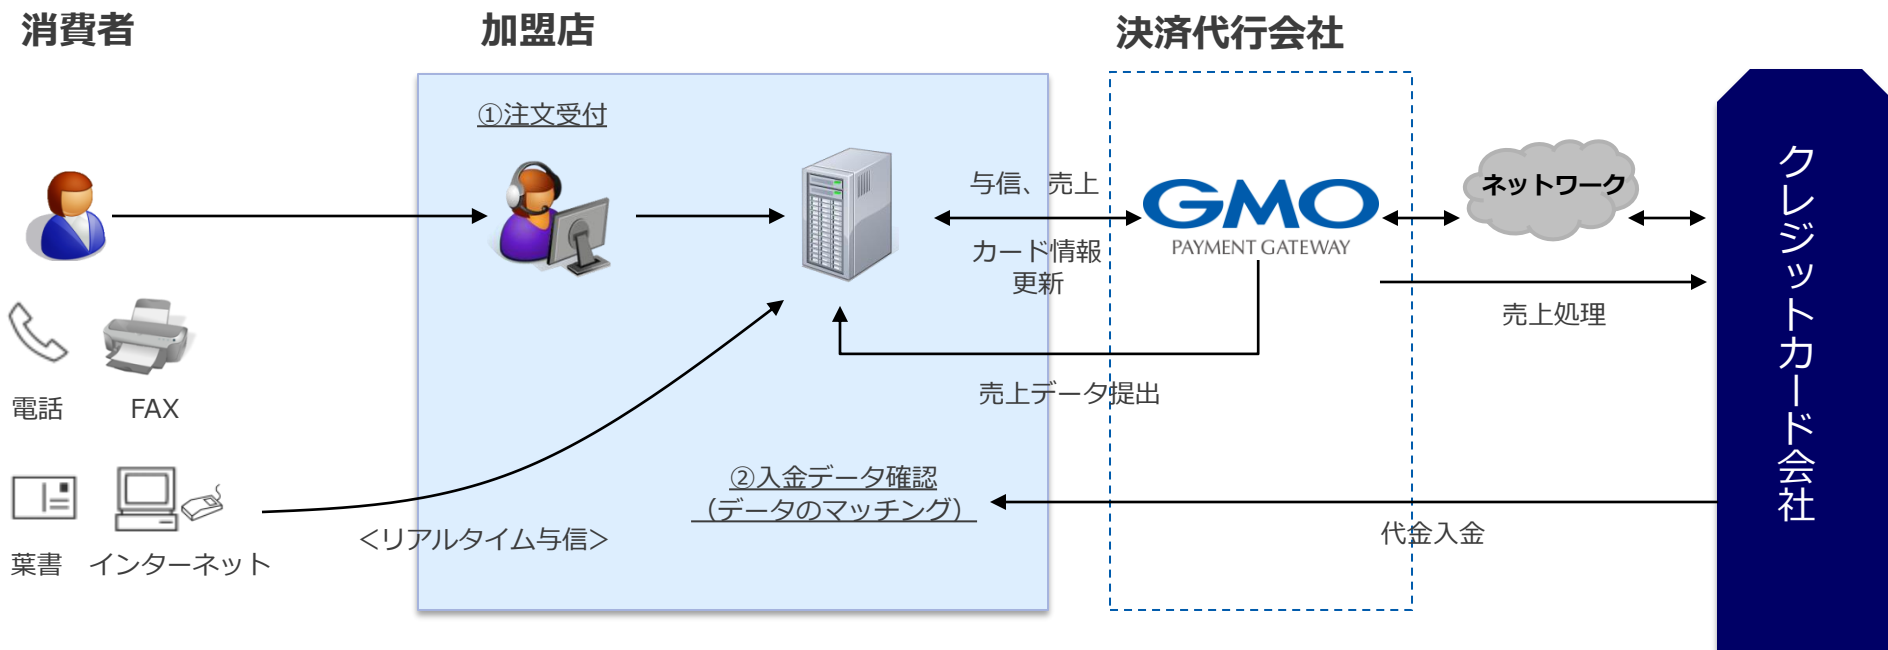 消費者
加盟店
決済代行会社
①注文受付
与信、売上
カード情報
更新
GMO
PAYMENT GATEWAY
ネットワーク
売上処理
クレジットカード会社
電話
FAX
売上データ提出
②入金データ確認
（データのマッチング）
代金入金
＜リアルタイム与信＞
葉書
インターネット